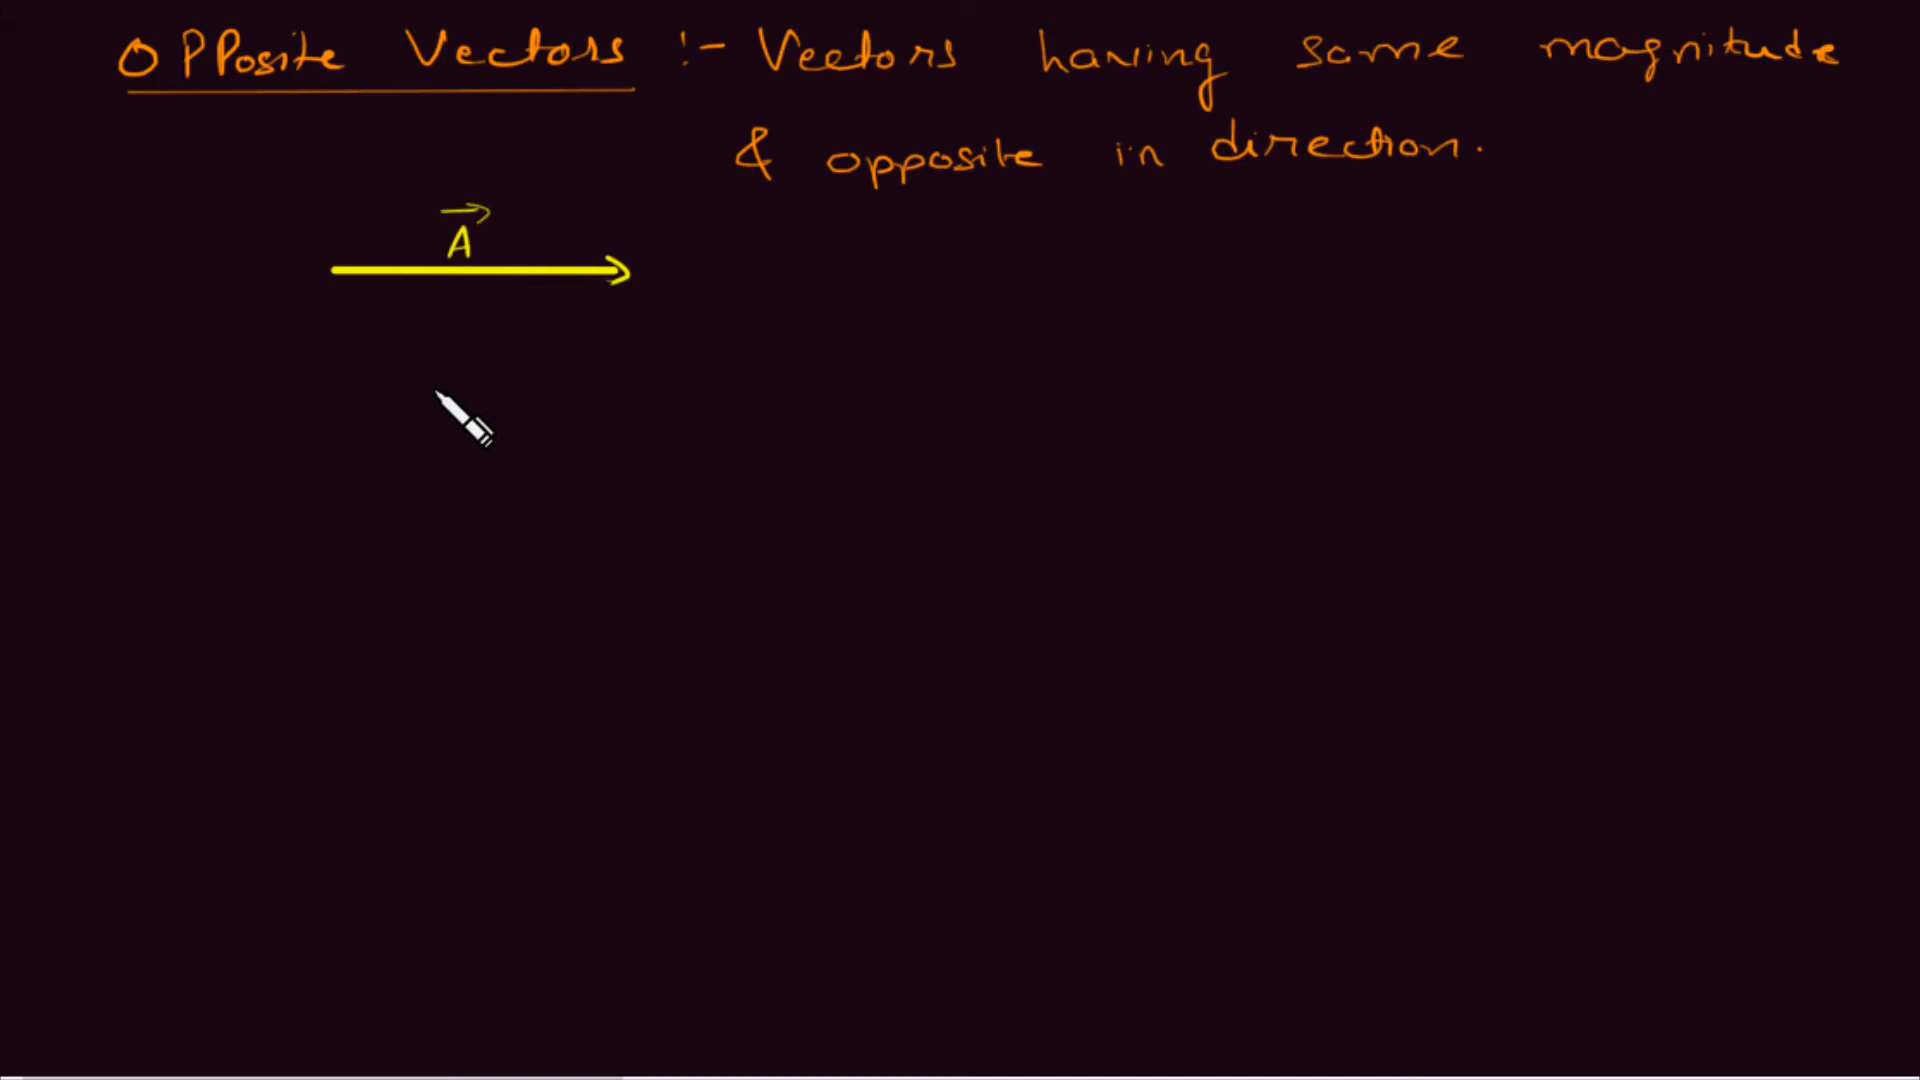 Opposite Vectors :- Vectors having same magnitude
& opposite in direction.
A